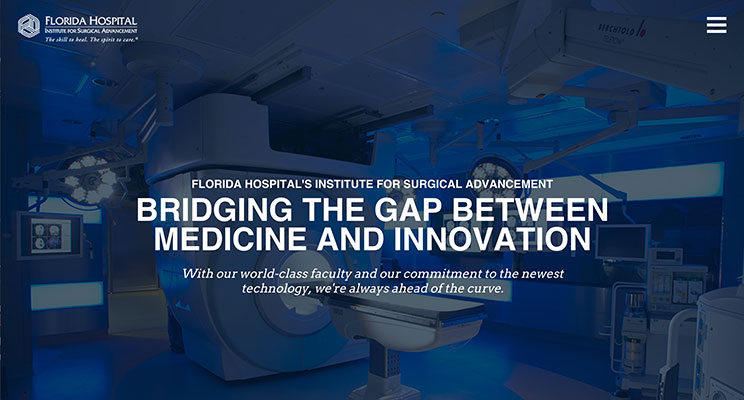 FLORIDA HOSPITAL
INSTITUTE FOR SURGICAL ADVANCEMENT
The skill to heal. The spirit to care.®
BERCHTOLD
FLORIDA HOSPITAL'S INSTITUTE FOR SURGICAL ADVANCEMENT
BRIDGING THE GAP BETWEEN
MEDICINE AND INNOVATION
With our world-class faculty and our commitment to the newest
technology, we're always ahead of the curve.